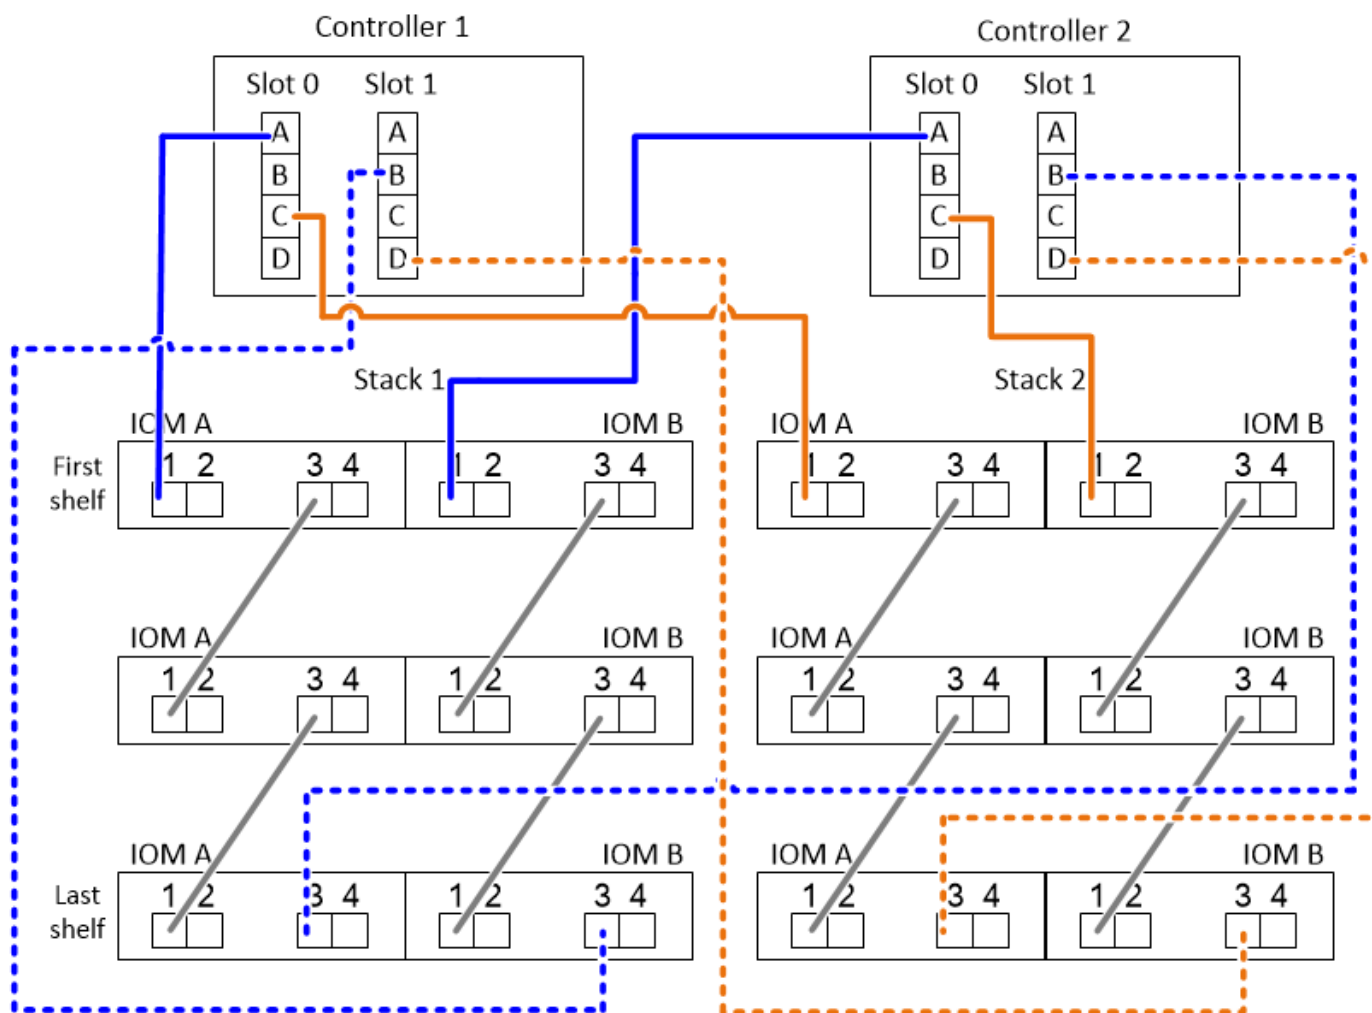 Controller 1
Controller 2
Slot 0 Slot 1
Slot 0 Slot 1
A A
B B
C C
D D
A A
B B
C C
D D
Stack 1
Stack 2
IOM A IOM B IOM A IOM B
First shelf
1 2 3 4 1 2 3 4 1 2 3 4 1 2 3 4
IOM A IOM B IOM A IOM B
1 2 3 4 1 2 3 4 1 2 3 4 1 2 3 4
IOM A IOM B IOM A IOM B
Last shelf
1 2 3 4 1 2 3 4 1 2 3 4 1 2 3 4